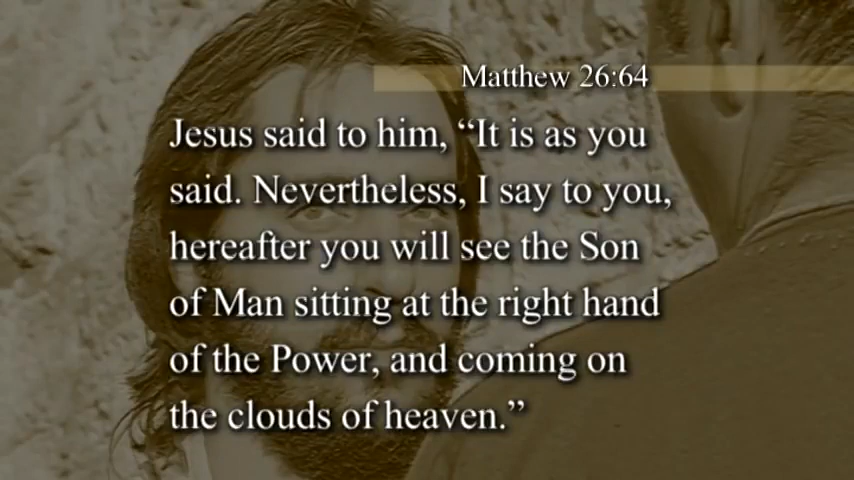 Matthew 26:64
Jesus said to him, “It is as you
said. Nevertheless, I say to you,
hereafter you will see the Son
of Man sitting at the right hand
of the Power, and coming on
the clouds of heaven.”